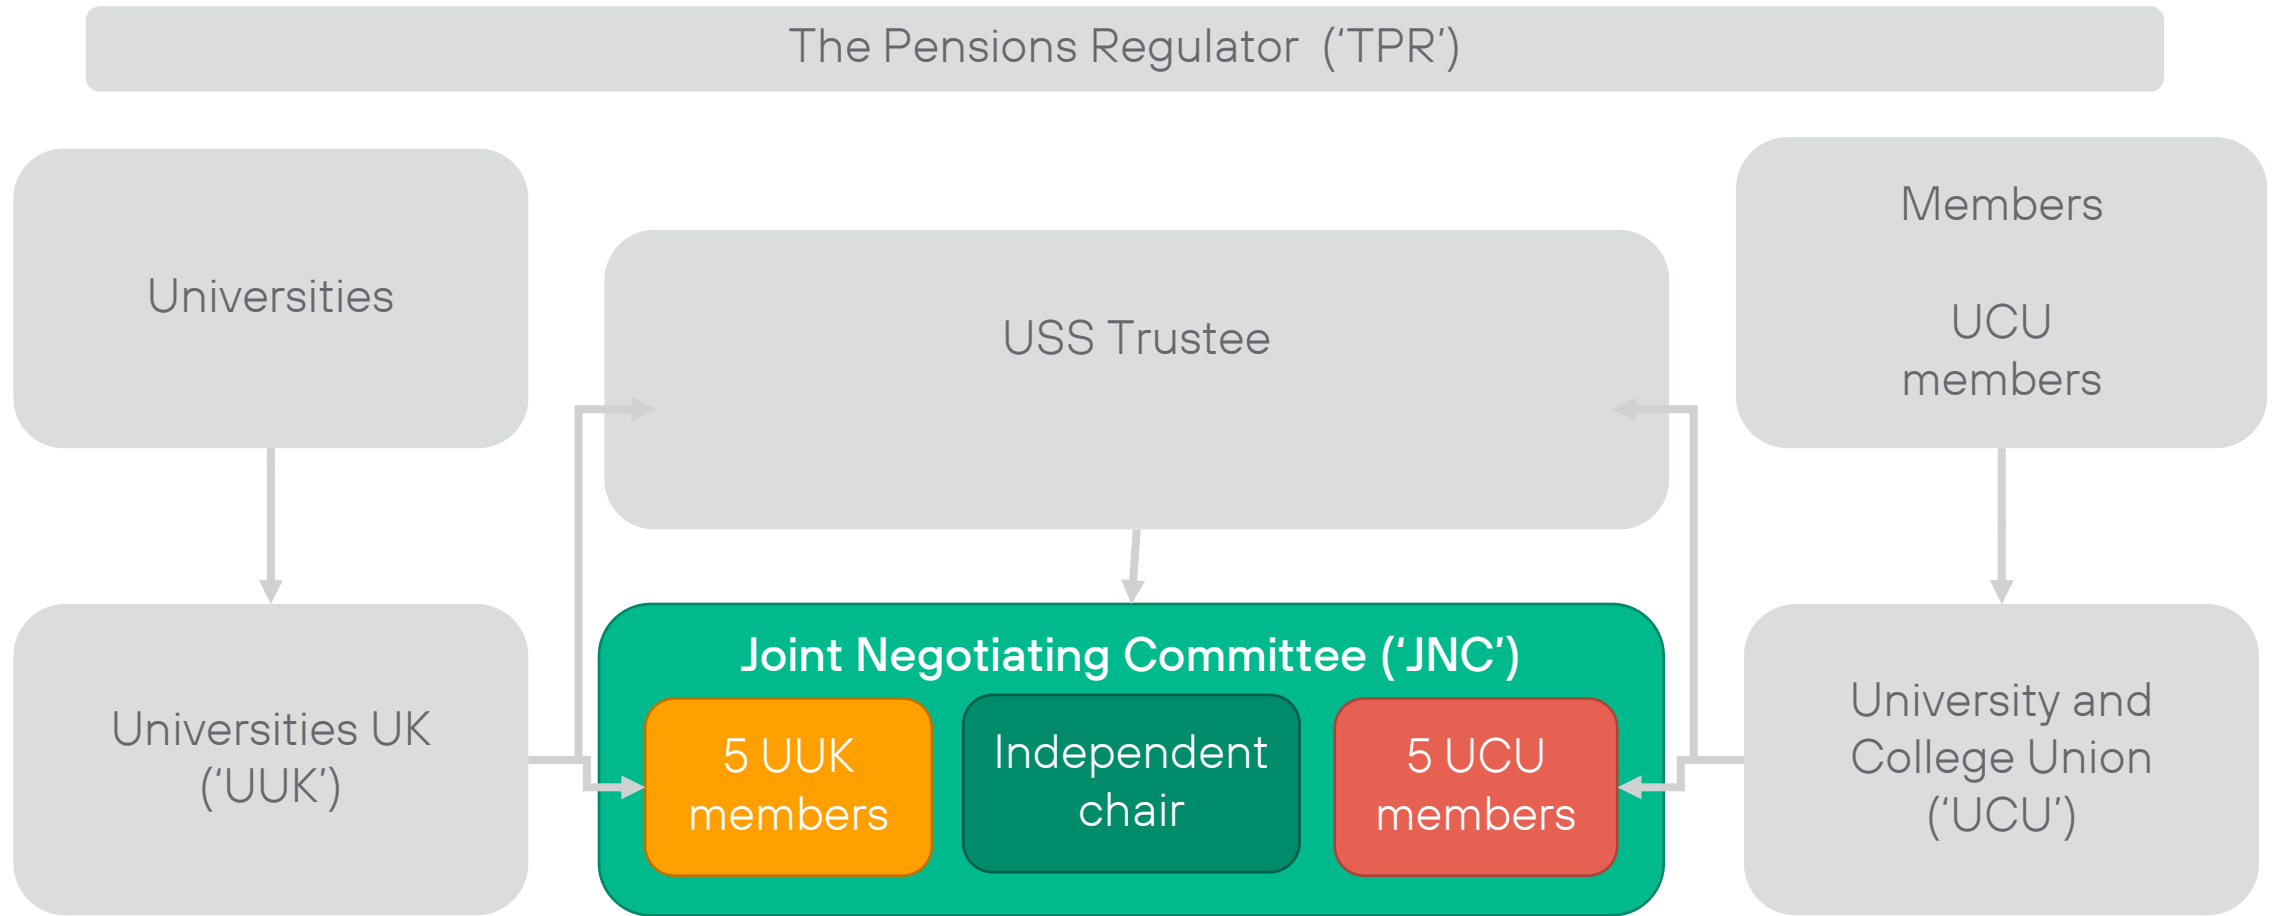 The Pensions Regulator (‘TPR’)
Universities
USS Trustee
Members
UCU
members
Universities UK
(‘UUK’)
Joint Negotiating Committee (‘JNC’)
5 UUK
members
Independent
chair
5 UCU
members
University and
College Union
(‘UCU’)